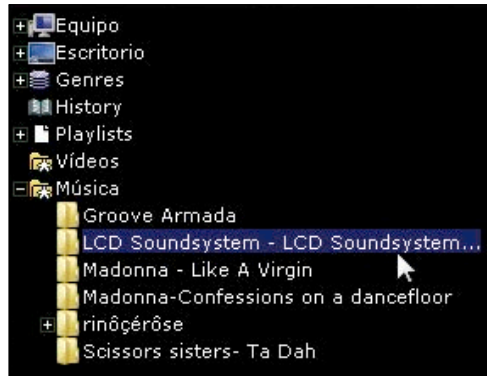 Equipo
Escritorio
Genres
History
Playlists
Vídeos
Música
Groove Armada
LCD Soundsystem - LCD Soundsystem...
Madonna - Like A Virgin
Madonna-Confessions on a dancefloor
rinôçérôse
Scissors sisters- Ta Dah